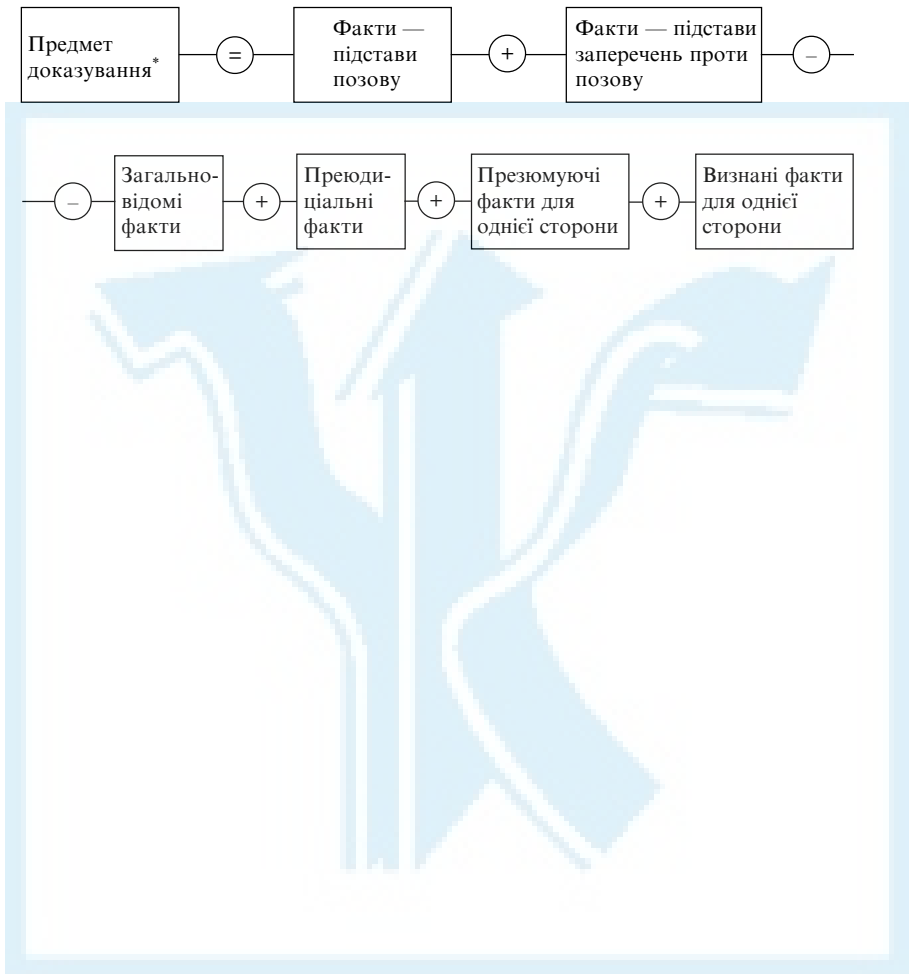 Предмет
доказування*
=
Факти —
підстави
позову
+
Факти — підстави
заперечень проти
позову
–
–
Загально-
відомі
факти
+
Преюди-
ціальні
факти
+
Презюмуючі
факти для
однієї сторони
+
Визнані факти
для однієї
сторони